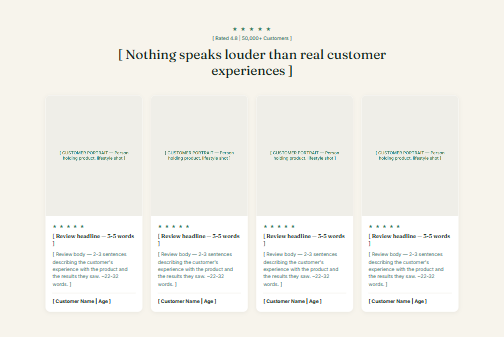 [ Rated 4.8 | 50,000+ Customers ]
[ Nothing speaks louder than real customer
experiences ]
[ CUSTOMER PORTRAIT — Person
holding product, lifestyle shot ]
[ Review headline — 3-5 words
]
[ Review body — 2-3 sentences
describing the customer's
experience with the product and
the results they saw. ~22-32
words. ]
[ Customer Name | Age ]
[ CUSTOMER PORTRAIT — Person
holding product, lifestyle shot ]
[ Review headline — 3-5 words
]
[ Review body — 2-3 sentences
describing the customer's
experience with the product and
the results they saw. ~22-32
words. ]
[ Customer Name | Age ]
[ CUSTOMER PORTRAIT — Person
holding product, lifestyle shot ]
[ Review headline — 3-5 words
]
[ Review body — 2-3 sentences
describing the customer's
experience with the product and
the results they saw. ~22-32
words. ]
[ Customer Name | Age ]
[ CUSTOMER PORTRAIT — Person
holding product, lifestyle shot ]
[ Review headline — 3-5 words
]
[ Review body — 2-3 sentences
describing the customer's
experience with the product and
the results they saw. ~22-32
words. ]
[ Customer Name | Age ]